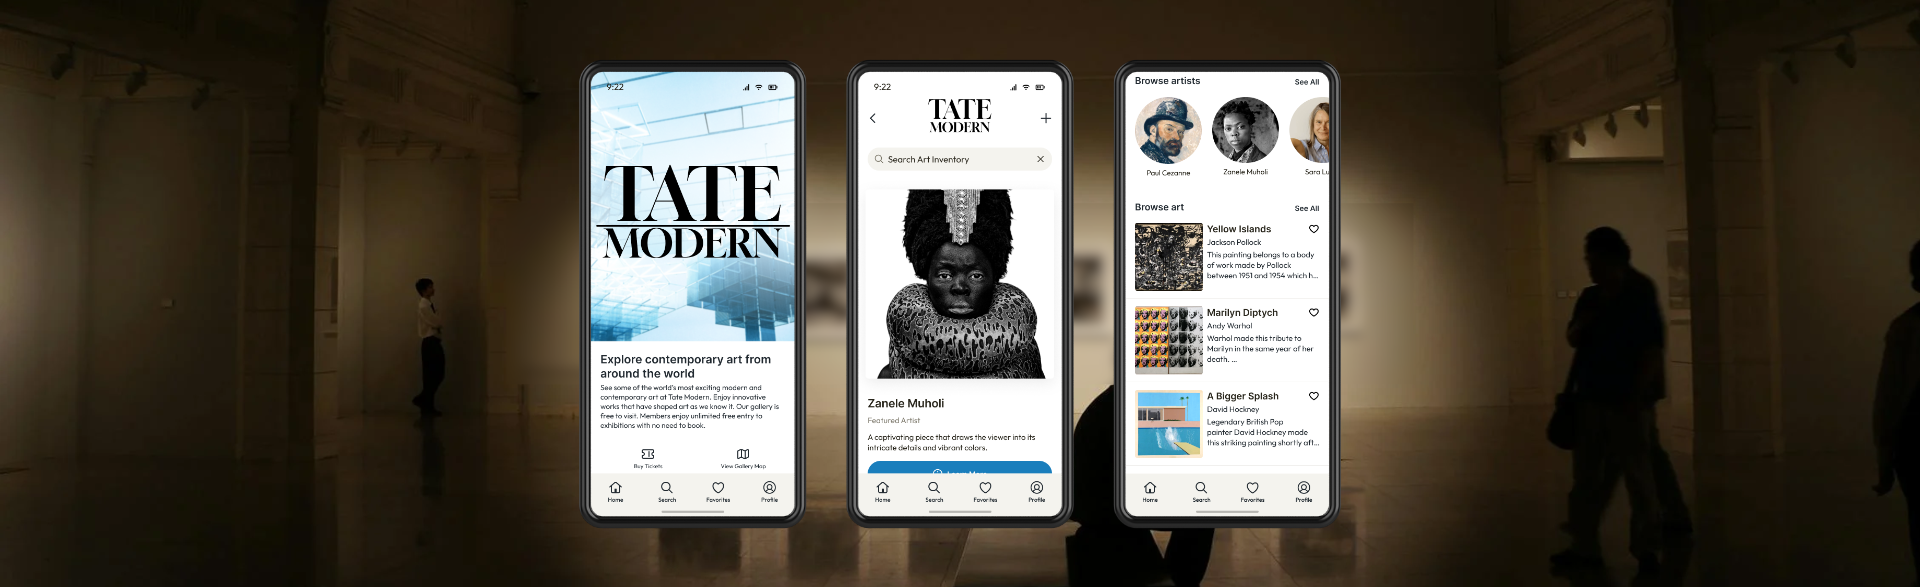 9:22
TATE
MODERN
Explore contemporary art from
around the world
See some of the world's most exciting modern and
contemporary art at Tate Modern. Enjoy innovative
works that have shaped art as we know it. Our gallery is
free to visit. Members enjoy unlimited free entry to
exhibitions with no need to book.
Buy Tickets
View Gallery Map
Home
Search
Favorites
Profile
9:22
TATE
MODERN
Search Art Inventory
Zanele Muholi
Featured Artist
A captivating piece that draws the viewer into its
intricate details and vibrant colors.
Home
Search
Favorites
Profile
Browse artists
See All
Paul Cezanne
Zanele Muholi
Sara Lu
Browse art
See All
Yellow Islands
Jackson Pollock
This painting belongs to a body
of work made by Pollock
between 1951 and 1954 which h...
Marilyn Diptych
Andy Warhol
Warhol made this tribute to
Marilyn in the same year of her
death. ...
A Bigger Splash
David Hockney
Legendary British Pop
painter David Hockney made
this striking painting shortly aft...
Home
Search
Favorites
Profile